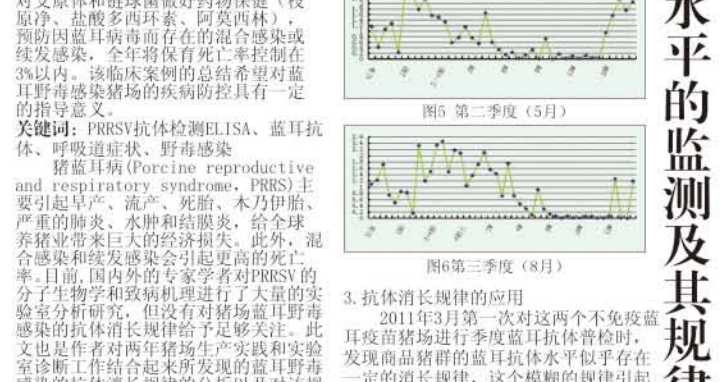 对支原体和链球菌做好药物保健（枝
原净、盐酸多西环素、阿莫西林），
预防因蓝耳病毒而存在的混合感染或
续发感染，全年将保育死亡率控制在
3%以内。该临床案例的总结希望对蓝
耳野毒感染猪场的疾病防控具有一定
的指导意义。
关键词：PRRSV抗体检测ELISA、蓝耳抗
体、呼吸道症状、野毒感染
猪蓝耳病(Porcine reproductive
and respiratory syndrome, PRRS)主
要引起早产、流产、死胎、木乃伊胎、
严重的肺炎、水肿和结膜炎，给全球
养猪业带来巨大的经济损失。此外，混
合感染和续发感染会引起更高的死亡
率。目前,国内外的专家学者对PRRSV的
分子生物学和致病机理进行了大量的实
验室分析研究，但没有对猪场蓝耳野毒
感染的抗体消长规律给予足够关注。此
文也是作者对两年猪场生产实践和实验
室诊断工作结合起来所发现的蓝耳野毒
图5 第二季度（5月）
图6第三季度（8月）
3.抗体消长规律的应用
2011年3月第一次对这两个不免疫蓝
耳疫苗猪场进行季度蓝耳抗体普检时，
发现商品猪群的蓝耳抗体水平似乎存在
一定的消长规律，这个模糊的规律引起
水平的监测及其规律